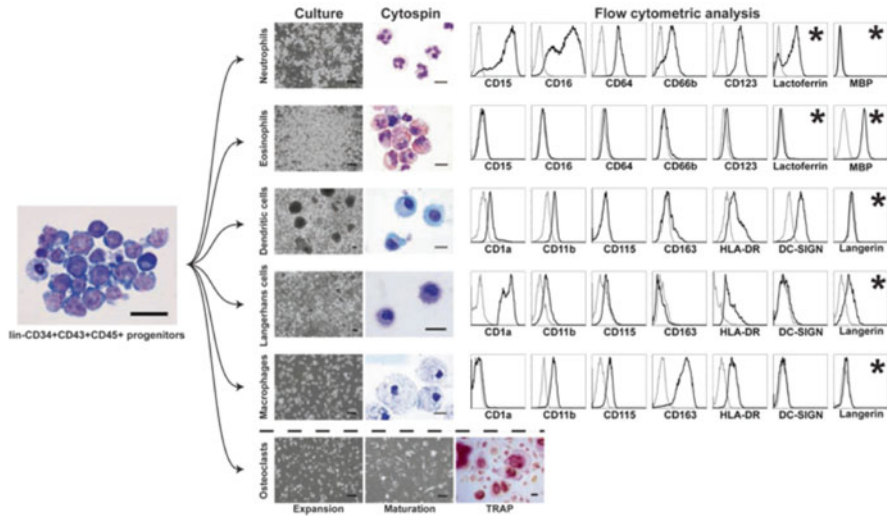 Culture Cytospin Flow cytometric analysis
Neutrophils
CD15 CD16 CD64 CD66b CD123 Lactoferrin MBP
* *
Eosinophils
CD15 CD16 CD64 CD66b CD123 Lactoferrin MBP
* *
Dendritic cells
CD1a CD11b CD115 CD163 HLA-DR DC-SIGN Langerin
*
lin-CD34+CD43+CD45+ progenitors
Langerhans cells
CD1a CD11b CD115 CD163 HLA-DR DC-SIGN Langerin
Macrophages
CD1a CD11b CD115 CD163 HLA-DR DC-SIGN Langerin
*
Osteoclasts
Expansion Maturation TRAP